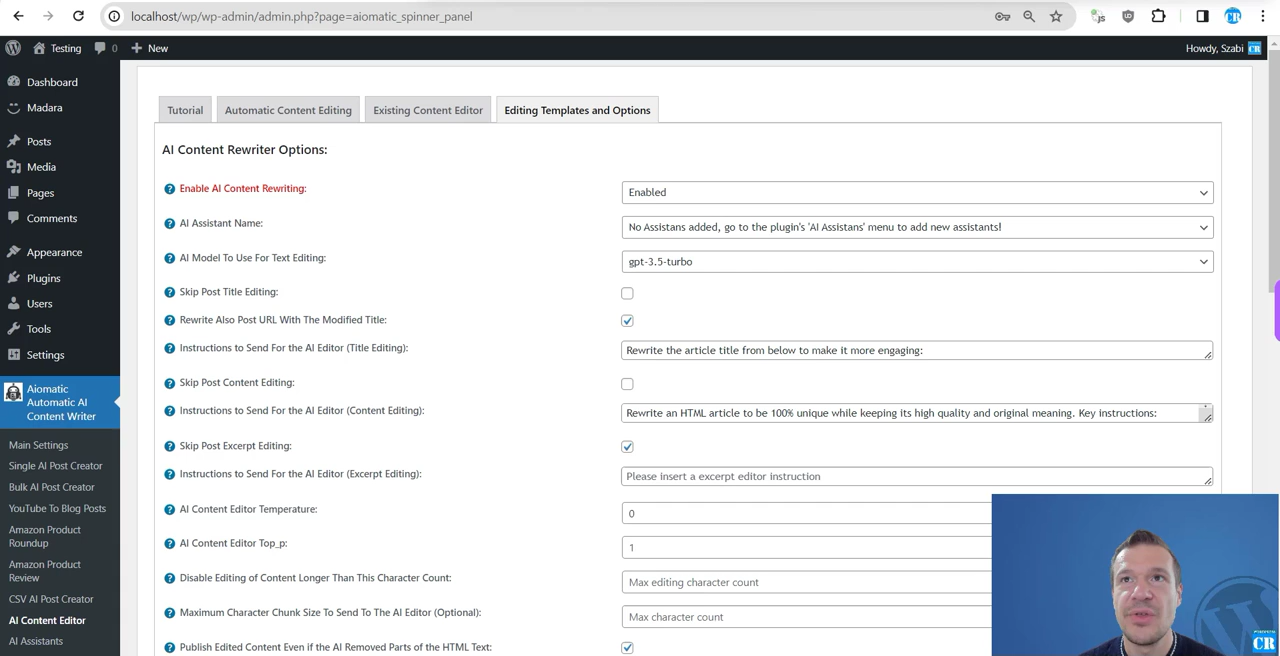 localhost/wp/wp-admin/admin.php?page=aiomatic_spinner_panel
Testing
0
New
Howdy, Szabi
Dashboard
Madara
Posts
Media
Pages
Comments
Appearance
Plugins
Users
Tools
Settings
Aiomatic
Automatic AI
Content Writer
Main Settings
Single AI Post Creator
Bulk AI Post Creator
YouTube To Blog Posts
Amazon Product
Roundup
Amazon Product
Review
CSV AI Post Creator
AI Content Editor
AI Assistants
Tutorial
Automatic Content Editing
Existing Content Editor
Editing Templates and Options
AI Content Rewriter Options:
Enable AI Content Rewriting:
Enabled
AI Assistant Name:
No Assistans added, go to the plugin's 'AI Assistans' menu to add new assistants!
AI Model To Use For Text Editing:
gpt-3.5-turbo
Skip Post Title Editing:
Rewrite Also Post URL With The Modified Title:
Instructions to Send For the AI Editor (Title Editing):
Rewrite the article title from below to make it more engaging:
Skip Post Content Editing:
Instructions to Send For the AI Editor (Content Editing):
Rewrite an HTML article to be 100% unique while keeping its high quality and original meaning. Key instructions:
Skip Post Excerpt Editing:
Instructions to Send For the AI Editor (Excerpt Editing):
Please insert a excerpt editor instruction
AI Content Editor Temperature:
0
AI Content Editor Top_p:
1
Disable Editing of Content Longer Than This Character Count:
Max editing character count
Maximum Character Chunk Size To Send To The AI Editor (Optional):
Max character count
Publish Edited Content Even if the AI Removed Parts of the HTML Text:
CR